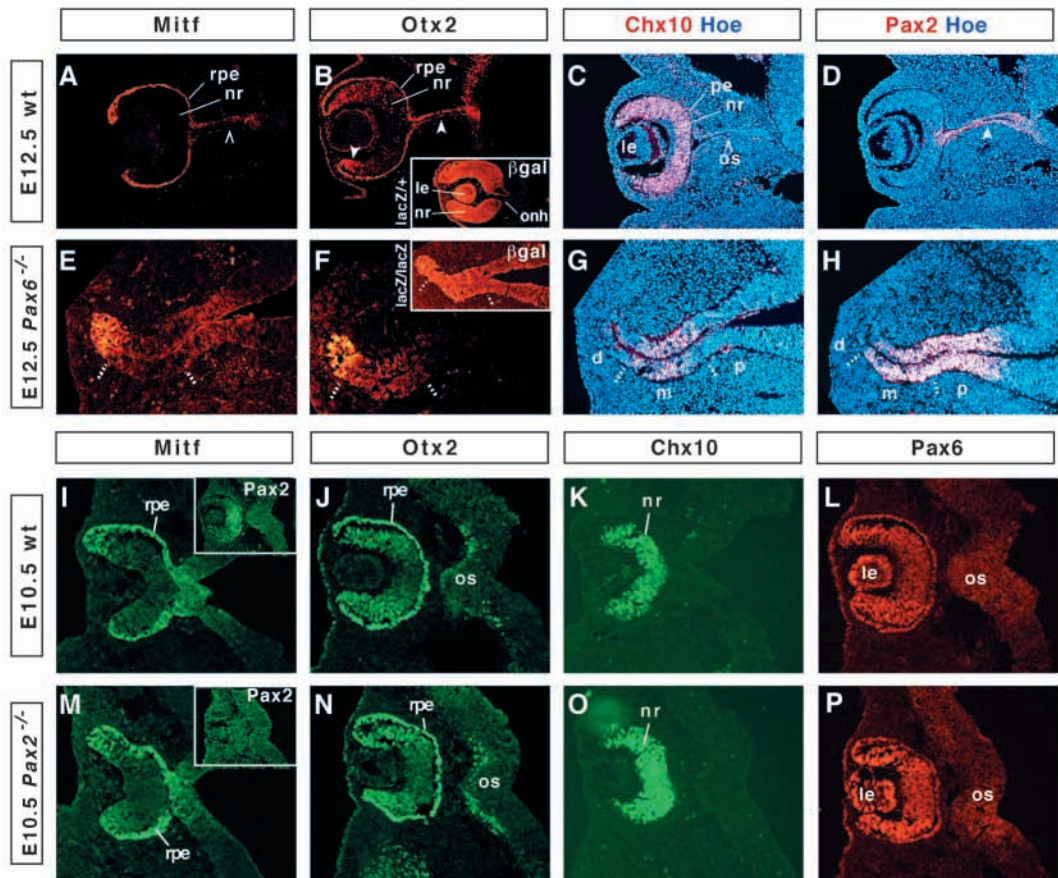 Mitf Otx2 Chx10 Hoe Pax2 Hoe
E12.5 wt
A rpe nr
B rpe nr
βgal
lacZ/+
le nr onh
C pe nr le os
D
E12.5 Pax6 -/-
E
F
βgal
lacZ/lacZ
G d m p
H d m p
Mitf Otx2 Chx10 Pax6
E10.5 wt
I rpe
Pax2
J rpe os
K nr
L le os
E10.5 Pax2 -/-
M rpe
Pax2
N rpe os
O nr
P le os